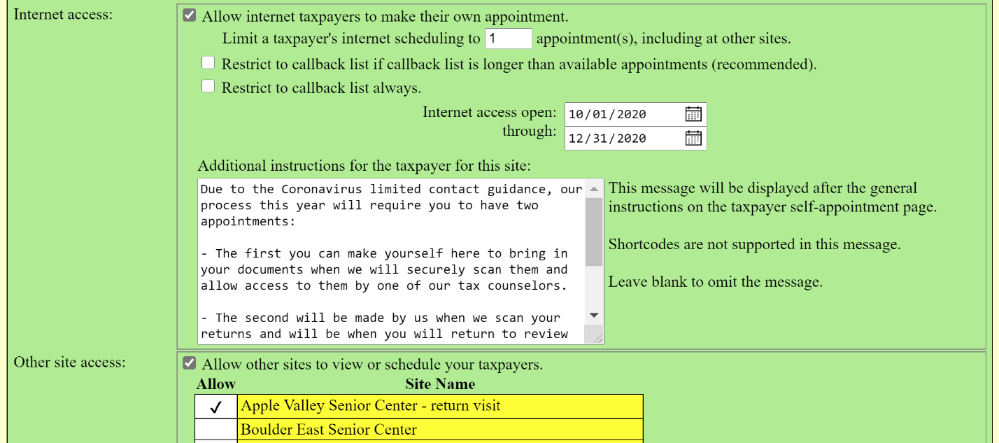 Internet access:
Allow internet taxpayers to make their own appointment.
Limit a taxpayer's internet scheduling to 1 appointment(s), including at other sites.
Restrict to callback list if callback list is longer than available appointments (recommended).
Restrict to callback list always.
Internet access open: 10/01/2020
through: 12/31/2020
Additional instructions for the taxpayer for this site:
Due to the Coronavirus limited contact guidance, our
process this year will require you to have two
appointments:
- The first you can make yourself here to bring in
your documents when we will securely scan them and
allow access to them by one of our tax counselors.
- The second will be made by us when we scan your
returns and will be when you will return to review
This message will be displayed after the general
instructions on the taxpayer self-appointment page.
Shortcodes are not supported in this message.
Leave blank to omit the message.
Other site access:
Allow other sites to view or schedule your taxpayers.
Allow Site Name
✓ Apple Valley Senior Center - return visit
Boulder East Senior Center